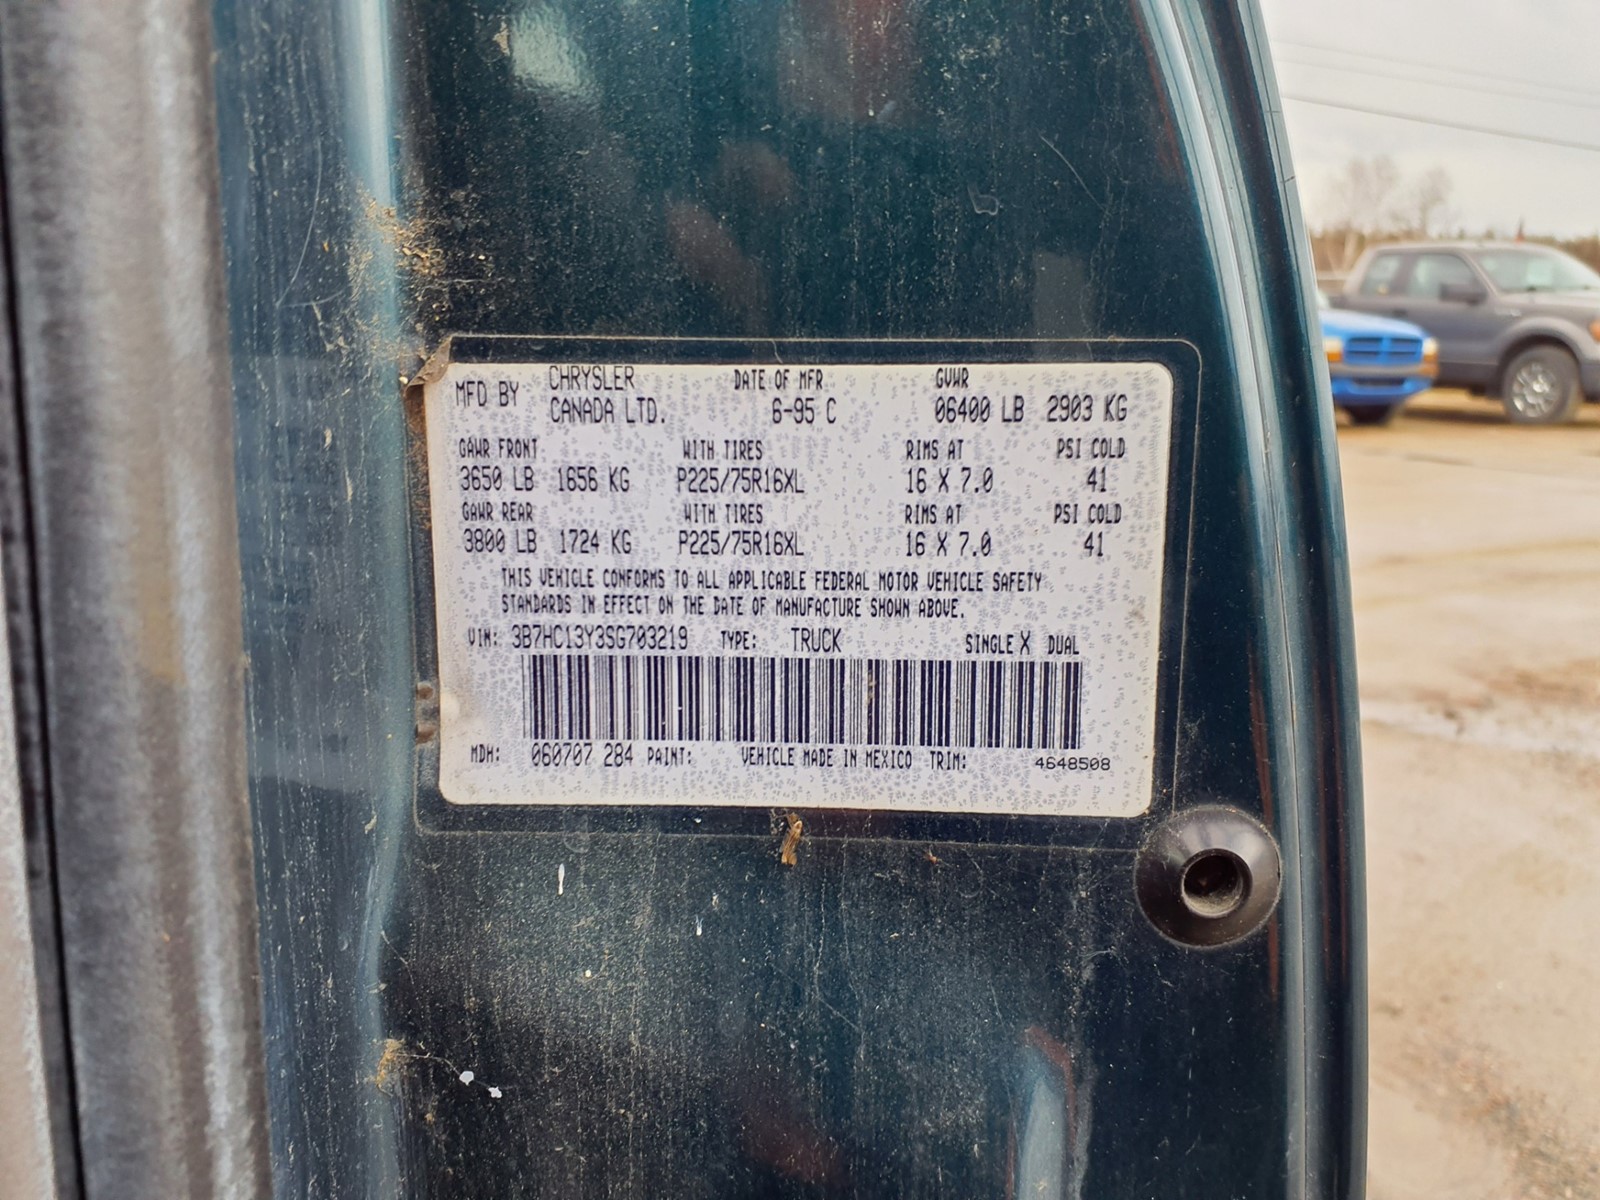 MFD BY CHRYSLER CANADA LTD. DATE OF MFR 6-95 C GVWR 06400 LB 2903 KG
GAWR FRONT WITH TIRES RIMS AT PSI COLD
3650 LB 1656 KG P225/75R16XL 16 X 7.0 41
GAWR REAR WITH TIRES RIMS AT PSI COLD
3800 LB 1724 KG P225/75R16XL 16 X 7.0 41
THIS VEHICLE CONFORMS TO ALL APPLICABLE FEDERAL MOTOR VEHICLE SAFETY
STANDARDS IN EFFECT ON THE DATE OF MANUFACTURE SHOWN ABOVE.
VIN: 3B7HC13Y3SG703219 TYPE: TRUCK SINGLE X DUAL
MDH: 060707 284 PAINT: VEHICLE MADE IN MEXICO TRIM: 4648508